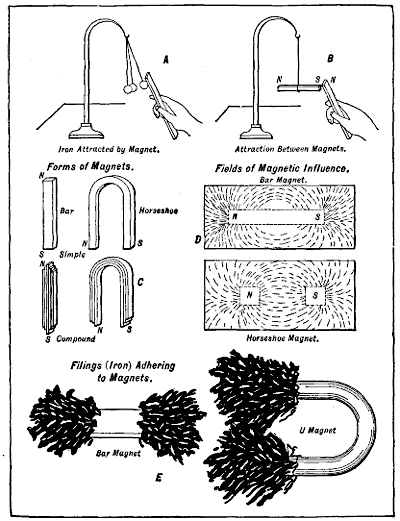 A
B
N
S
N
Iron Attracted by Magnet.
Attraction Between Magnets.
Forms of Magnets.
Fields of Magnetic Influence.
Bar Magnet.
N
Bar
Horseshoe
N
S
N
S
D
S
Simple
N
C
N
S
N
S
S
Compound
Horseshoe Magnet.
Filings (Iron) Adhering
to Magnets.
U Magnet
Bar Magnet
E